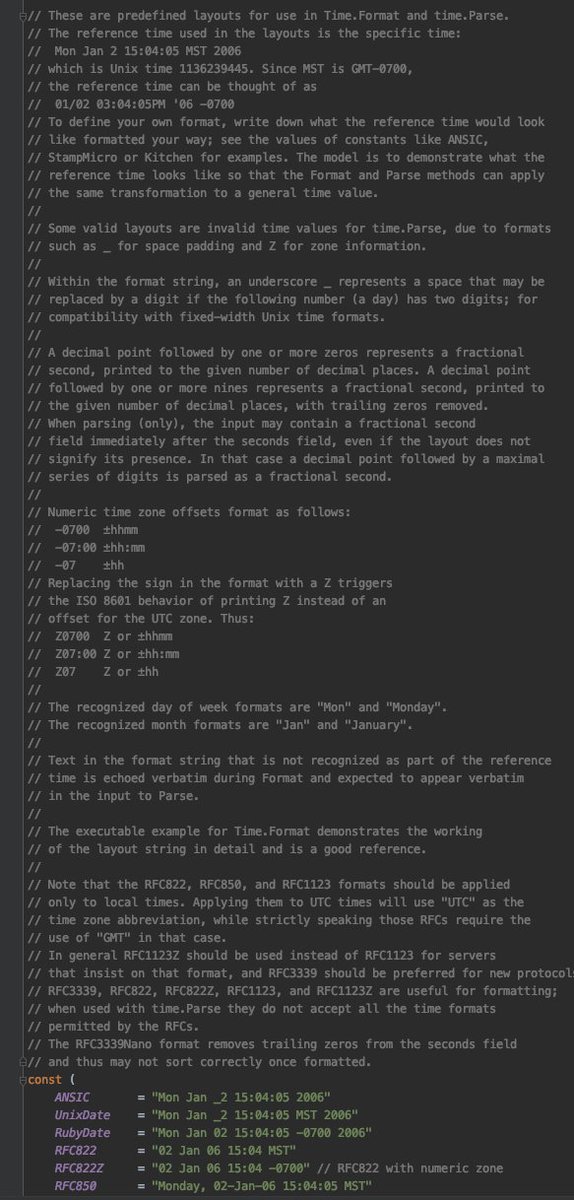 // These are predefined layouts for use in Time.Format and time.Parse.
// The reference time used in the layouts is the specific time:
//  Mon Jan 2 15:04:05 MST 2006
// which is Unix time 1136239445. Since MST is GMT-0700,
// the reference time can be thought of as
//  01/02 03:04:05PM '06 -0700
// To define your own format, write down what the reference time would look
// like formatted your way; see the values of constants like ANSIC,
// StampMicro or Kitchen for examples. The model is to demonstrate what the
// reference time looks like so that the Format and Parse methods can apply
// the same transformation to a general time value.
//
// Some valid layouts are invalid time values for time.Parse, due to formats
// such as _ for space padding and Z for zone information.
//
// Within the format string, an underscore _ represents a space that may be
// replaced by a digit if the following number (a day) has two digits; for
// compatibility with fixed-width Unix time formats.
//
// A decimal point followed by one or more zeros represents a fractional
// second, printed to the given number of decimal places. A decimal point
// followed by one or more nines represents a fractional second, printed to
// the given number of decimal places, with trailing zeros removed.
// When parsing (only), the input may contain a fractional second
// field immediately after the seconds field, even if the layout does not
// signify its presence. In that case a decimal point followed by a maximal
// series of digits is parsed as a fractional second.
//
// Numeric time zone offsets format as follows:
//  -0700  ±hhmm
//  -07:00 ±hh:mm
//  -07    ±hh
// Replacing the sign in the format with a Z triggers
// the ISO 8601 behavior of printing Z instead of an
// offset for the UTC zone. Thus:
//  Z0700  Z or ±hhmm
//  Z07:00 Z or ±hh:mm
//  Z07    Z or ±hh
//
// The recognized day of week formats are "Mon" and "Monday".
// The recognized month formats are "Jan" and "January".
//
// Text in the format string that is not recognized as part of the reference
// time is echoed verbatim during Format and expected to appear verbatim
// in the input to Parse.
//
// The executable example for Time.Format demonstrates the working
// of the layout string in detail and is a good reference.
//
// Note that the RFC822, RFC850, and RFC1123 formats should be applied
// only to local times. Applying them to UTC times will use "UTC" as the
// time zone abbreviation, while strictly speaking those RFCs require the
// use of "GMT" in that case.
// In general RFC1123Z should be used instead of RFC1123 for servers
// that insist on that format, and RFC3339 should be preferred for new protocols
// RFC3339, RFC822, RFC822Z, RFC1123, and RFC1123Z are useful for formatting;
// when used with time.Parse they do not accept all the time formats
// permitted by the RFCs.
// The RFC3339Nano format removes trailing zeros from the seconds field
// and thus may not sort correctly once formatted.
const (
    ANSIC       = "Mon Jan _2 15:04:05 2006"
    UnixDate    = "Mon Jan _2 15:04:05 MST 2006"
    RubyDate    = "Mon Jan 02 15:04:05 -0700 2006"
    RFC822      = "02 Jan 06 15:04 MST"
    RFC822Z     = "02 Jan 06 15:04 -0700" // RFC822 with numeric zone
    RFC850      = "Monday, 02-Jan-06 15:04:05 MST"